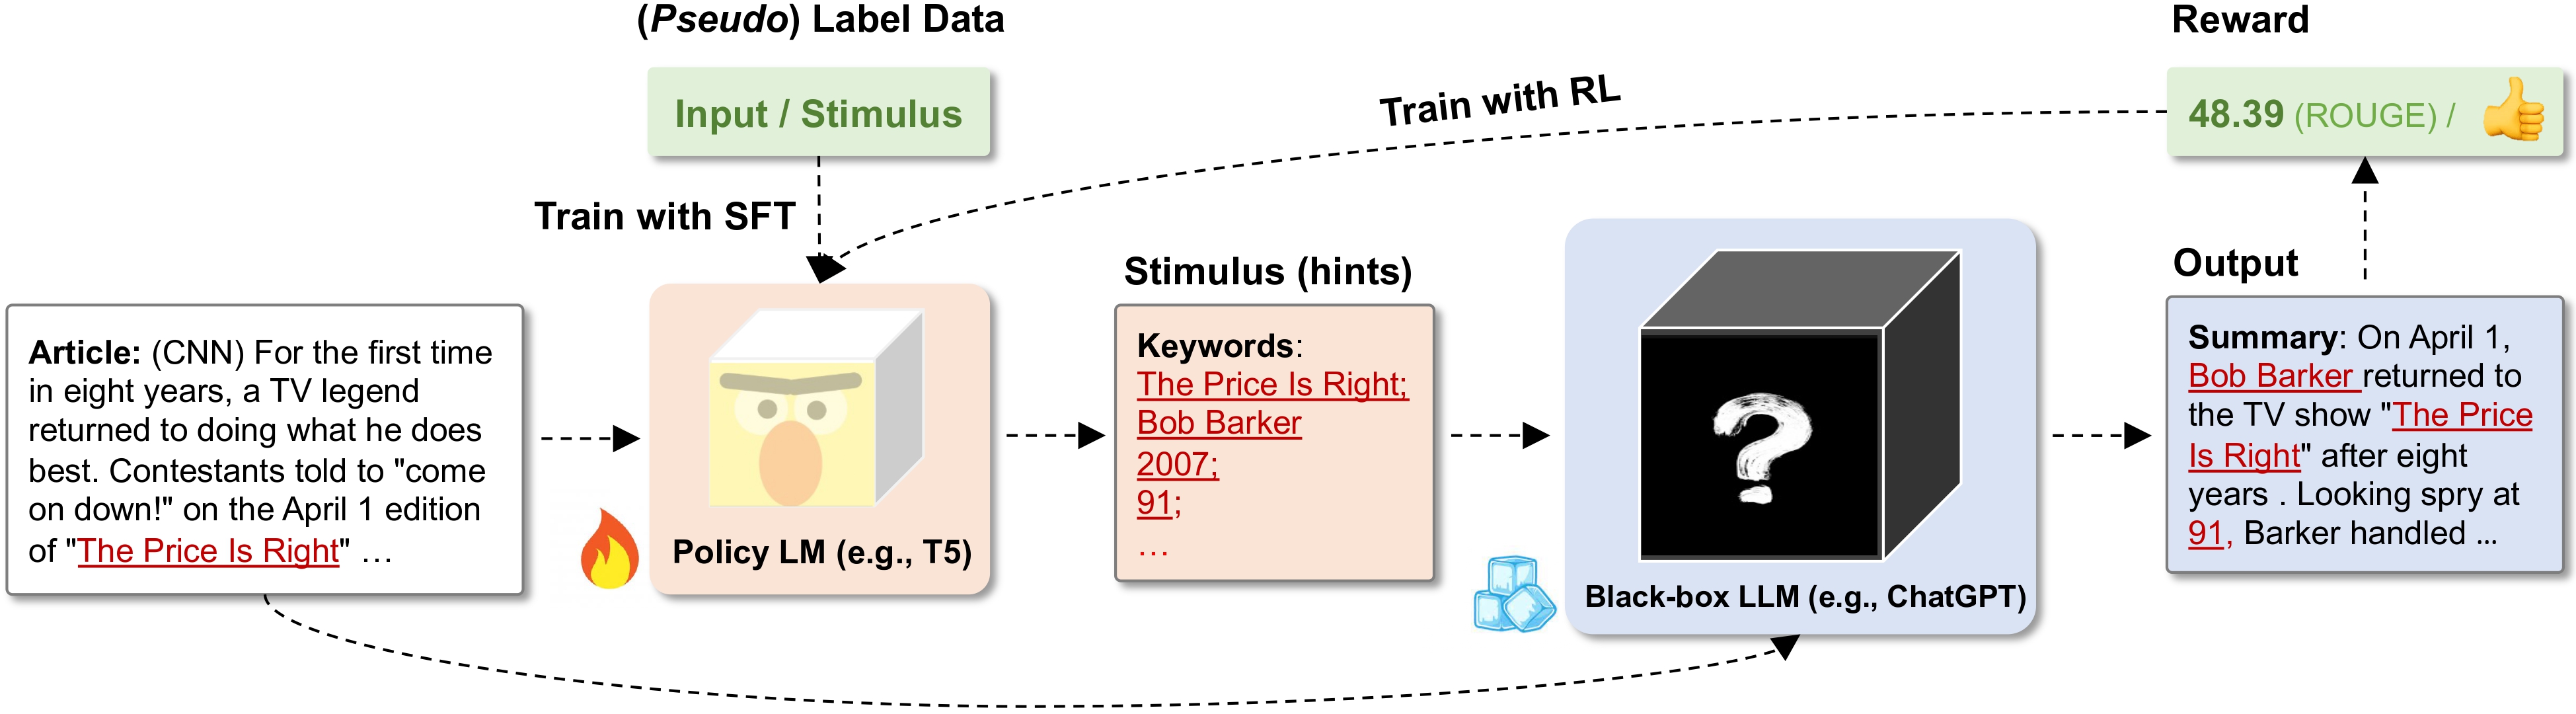 (Pseudo) Label Data
Input / Stimulus
Train with SFT
Train with RL
Reward
48.39 (ROUGE) /
Article: (CNN) For the first time
in eight years, a TV legend
returned to doing what he does
best. Contestants told to "come
on down!" on the April 1 edition
of "The Price Is Right" ...
Policy LM (e.g., T5)
Stimulus (hints)
Keywords:
The Price Is Right;
Bob Barker
2007;
91;
...
?
Black-box LLM (e.g., ChatGPT)
Output
Summary: On April 1,
Bob Barker returned to
the TV show "The Price
Is Right" after eight
years . Looking spry at
91, Barker handled ...